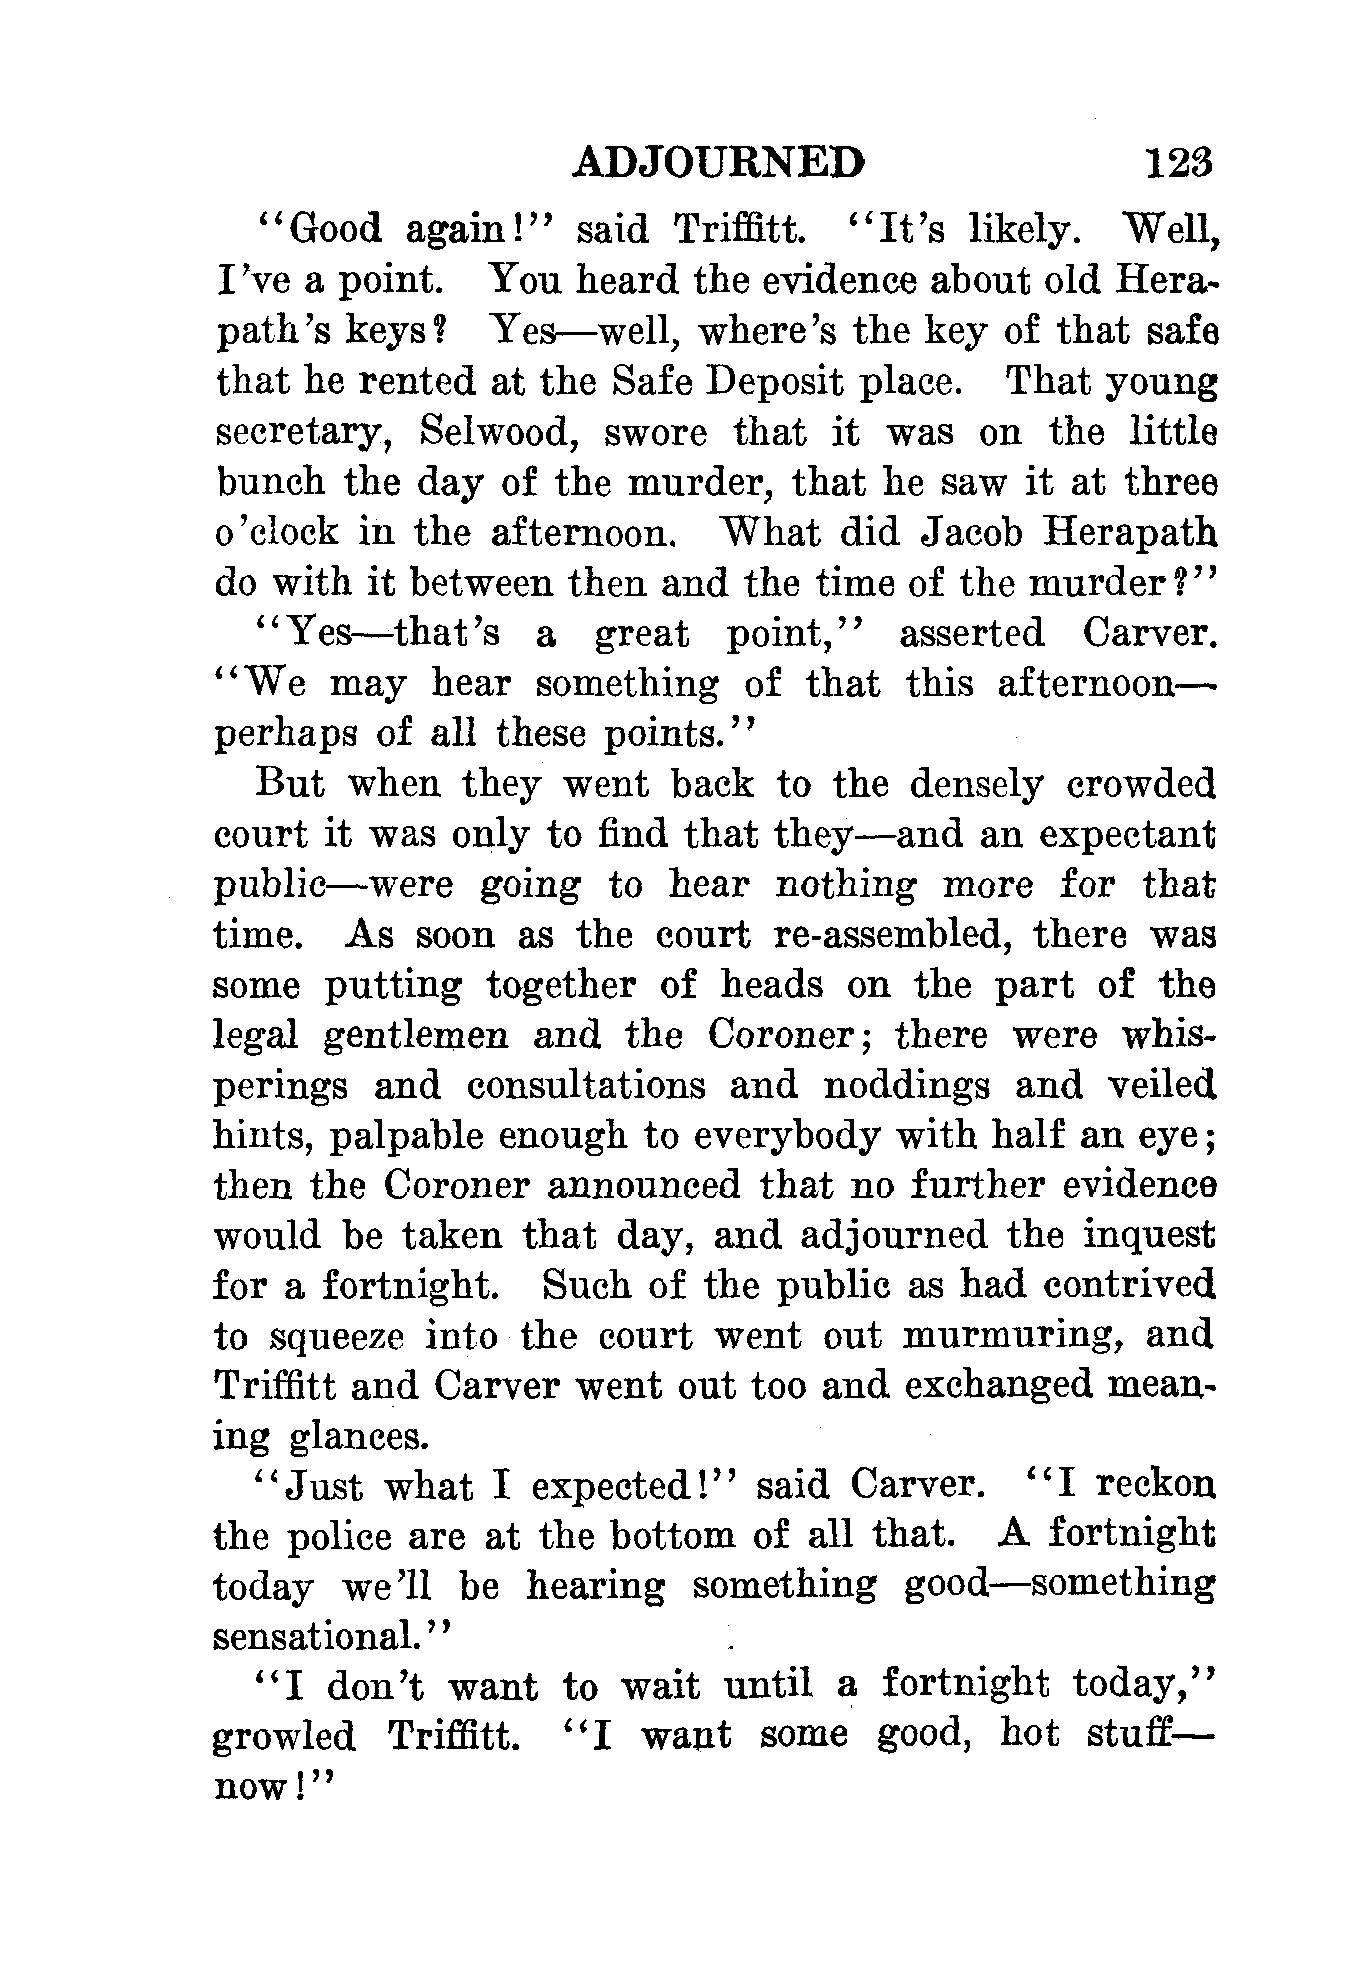 ADJOURNED 123
"Good again!" said Triffitt. "It's likely. Well,
I've a point. You heard the evidence about old Hera-
path's keys? Yes—well, where's the key of that safe
that he rented at the Safe Deposit place. That young
secretary, Selwood, swore that it was on the little
bunch the day of the murder, that he saw it at three
o'clock in the afternoon. What did Jacob Herapath
do with it between then and the time of the murder?"
"Yes—that's a great point," asserted Carver.
"We may hear something of that this afternoon—
perhaps of all these points."
But when they went back to the densely crowded
court it was only to find that they—and an expectant
public—were going to hear nothing more for that
time. As soon as the court re-assembled, there was
some putting together of heads on the part of the
legal gentlemen and the Coroner; there were whis-
perings and consultations and noddings and veiled
hints, palpable enough to everybody with half an eye;
then the Coroner announced that no further evidence
would be taken that day, and adjourned the inquest
for a fortnight. Such of the public as had contrived
to squeeze into the court went out murmuring, and
Triffitt and Carver went out too and exchanged mean-
ing glances.
"Just what I expected!" said Carver. "I reckon
the police are at the bottom of all that. A fortnight
today we'll be hearing something good—something
sensational."
"I don't want to wait until a fortnight today,"
growled Triffitt. "I want some good, hot stuff—
now!"